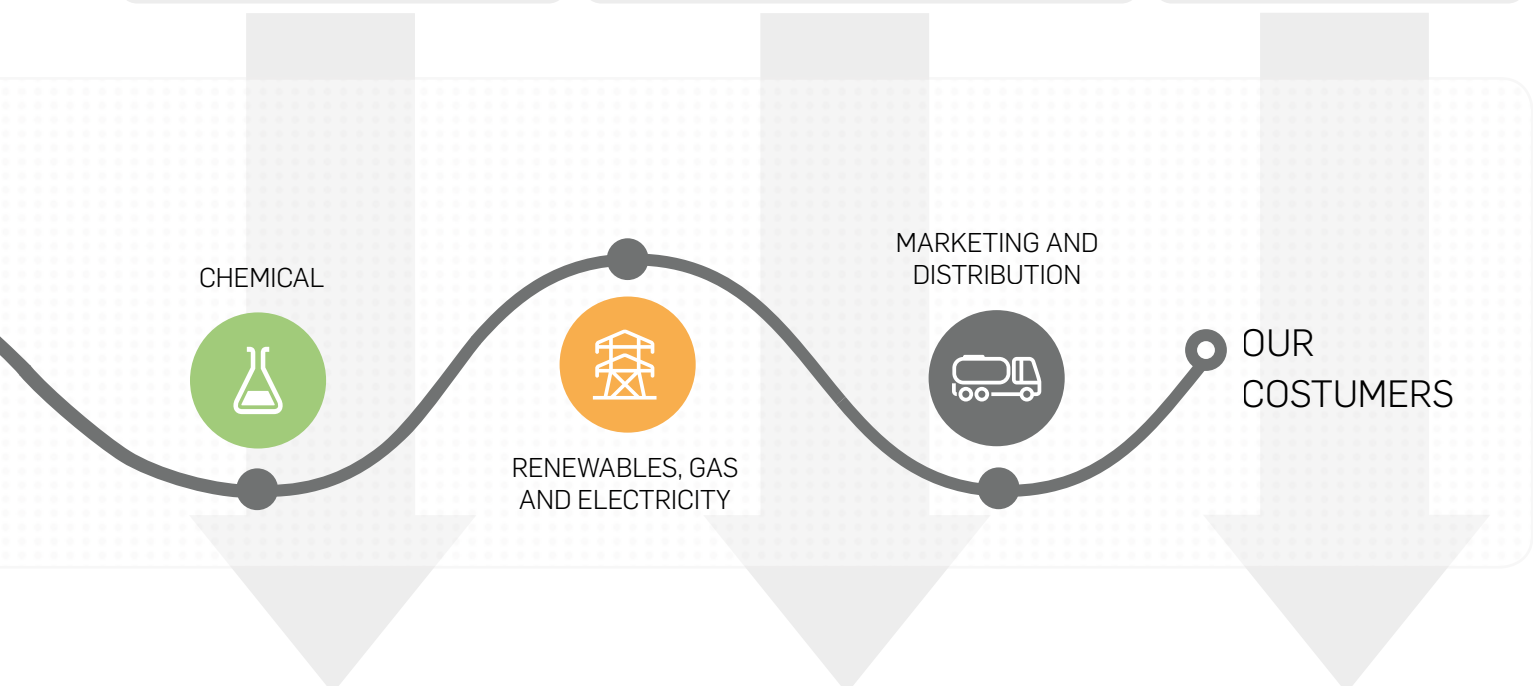 CHEMICAL
RENEWABLES, GAS
AND ELECTRICITY
MARKETING AND
DISTRIBUTION
OUR
COSTUMERS